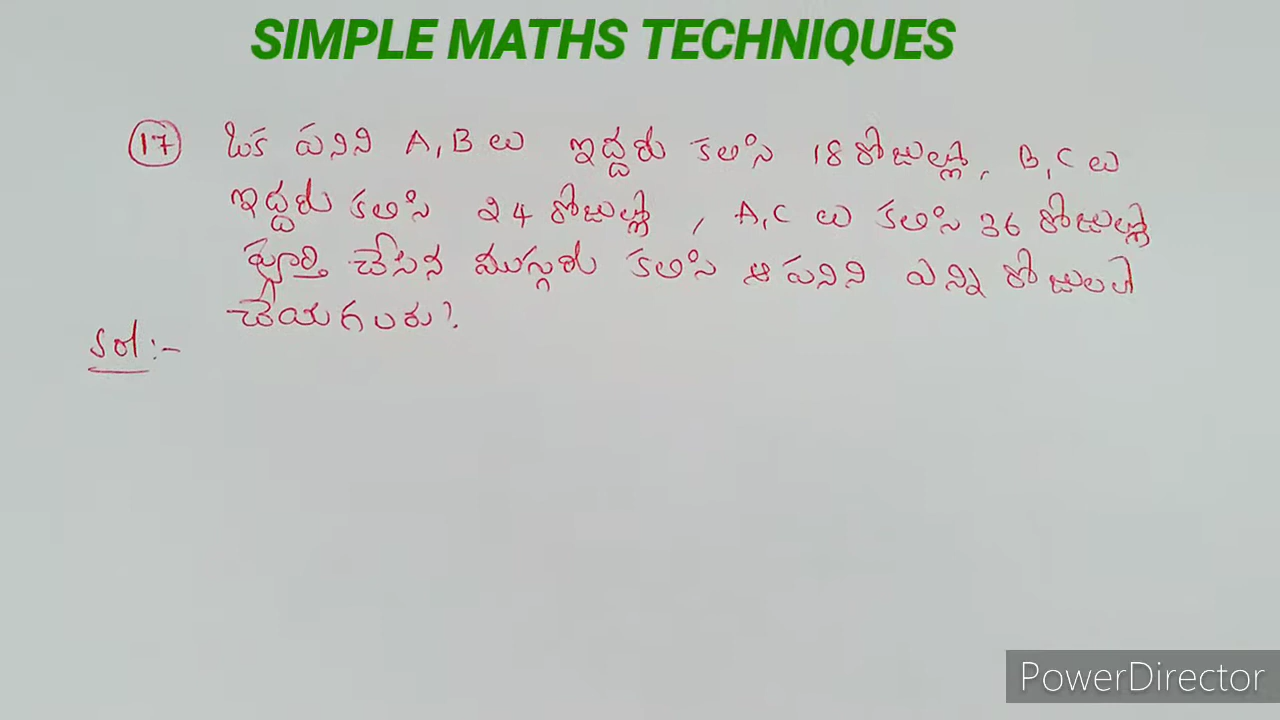 SIMPLE MATHS TECHNIQUES
17 ఒక పనిని A, B లు ఇద్దరు కలిసి 18 రోజుల్లో, B, C లు
ఇద్దరు కలిసి 24 రోజుల్లో, A, C లు కలిసి 36 రోజుల్లో
పూర్తి చేసిన ముగ్గురు కలిసి ఆ పనిని ఎన్ని రోజులలో
చేయగలరు?
Sol:-
PowerDirector